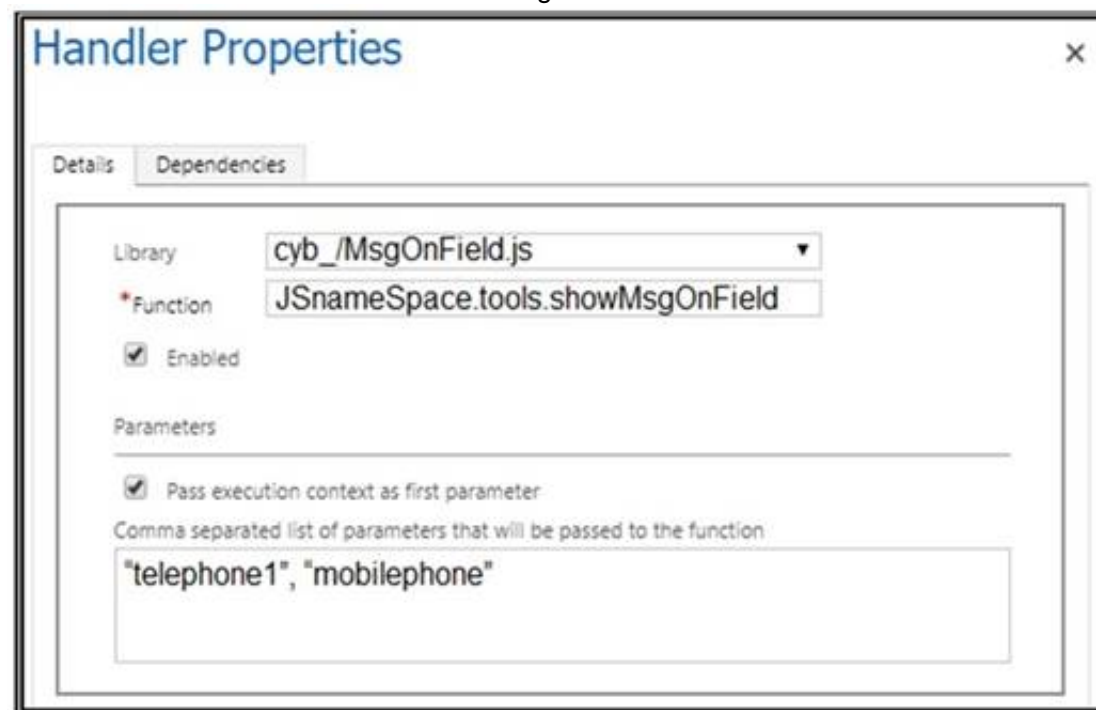 Handler Properties
×
Details Dependencies
Library cyb_/MsgOnField.js
*Function JSnameSpace.tools.showMsgOnField
Enabled
Parameters
Pass execution context as first parameter
Comma separated list of parameters that will be passed to the function
"telephone1", "mobilephone"